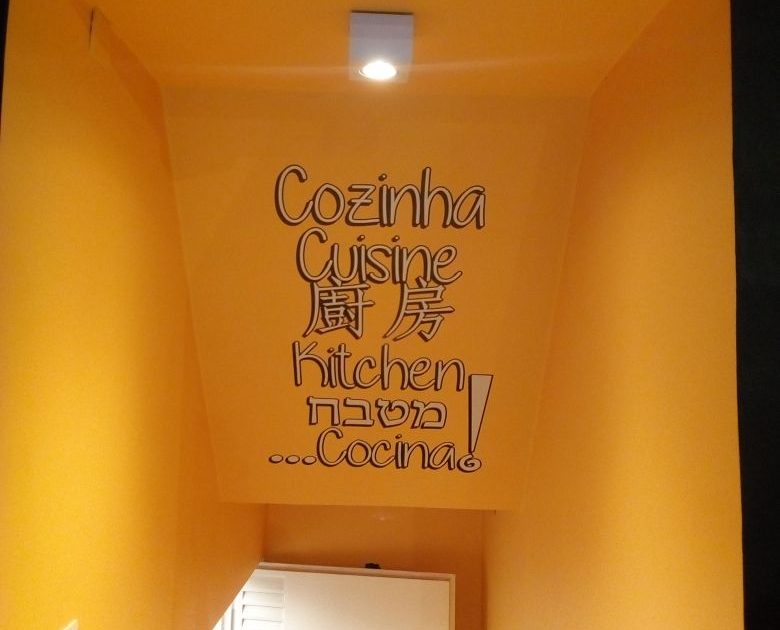 Cozinha
Cuisine
廚房
Kitchen
מטבח
...Cocina!